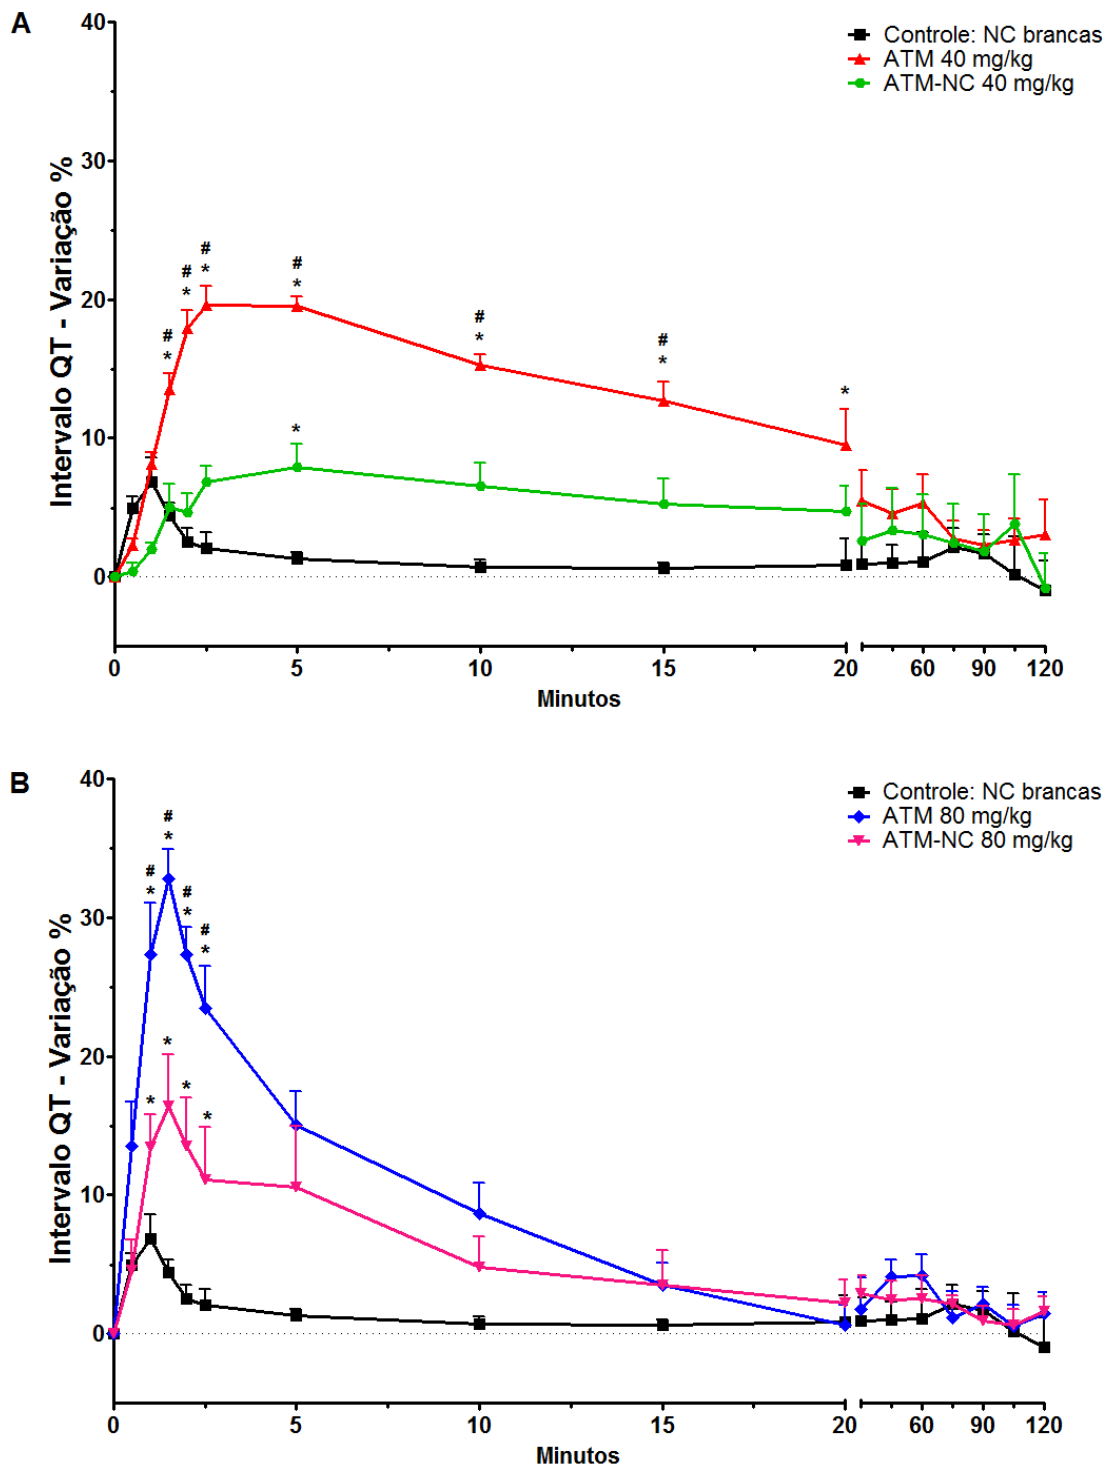 A
40
30
20
10
0
Intervalo QT - Variação %
Controle: NC brancas
ATM 40 mg/kg
ATM-NC 40 mg/kg
# # # # # #
* * * * * * *
*
0 5 10 15 20 60 90 120
Minutos
B
40
30
20
10
0
Intervalo QT - Variação %
Controle: NC brancas
ATM 80 mg/kg
ATM-NC 80 mg/kg
# # # #
* * * *
* * * *
0 5 10 15 20 60 90 120
Minutos